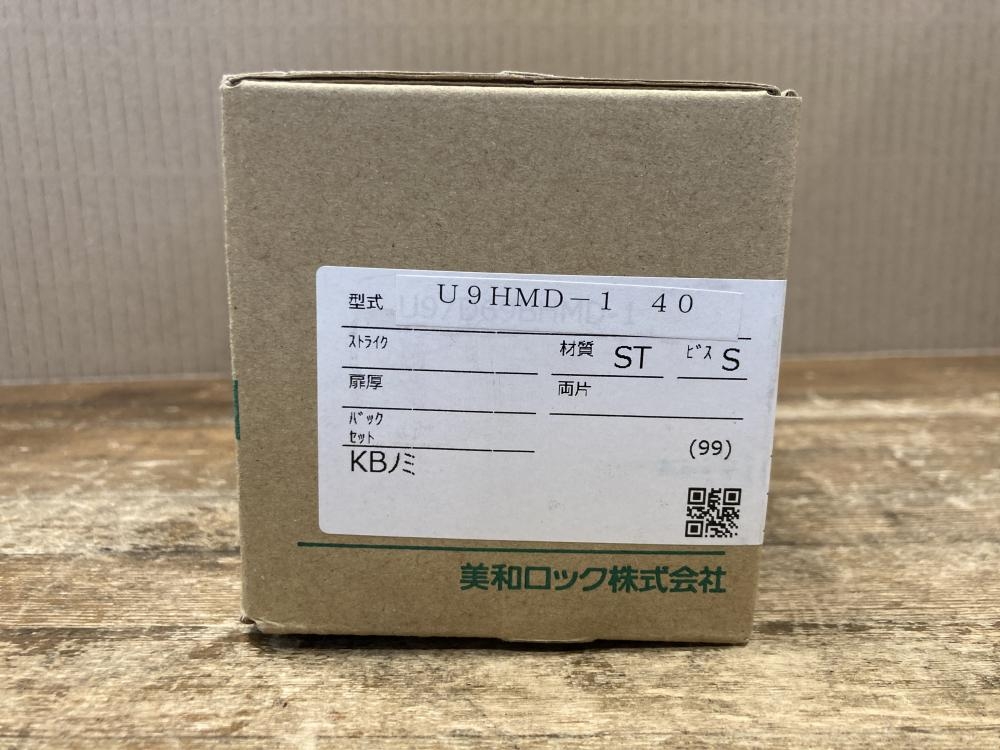 型式 U9HMD-1 40
ストライク 材質 ST ビス S
扉厚 両片
バック
セット (99)
KBノミ
美和ロック株式会社